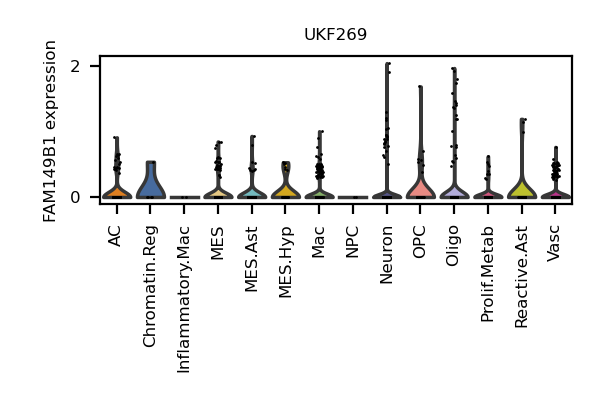 UKF269
FAM149B1 expression
2
0
AC
Chromatin.Reg
Inflammatory.Mac
MES
MES.Ast
MES.Hyp
Mac
NPC
Neuron
OPC
Oligo
Prolif.Metab
Reactive.Ast
Vasc